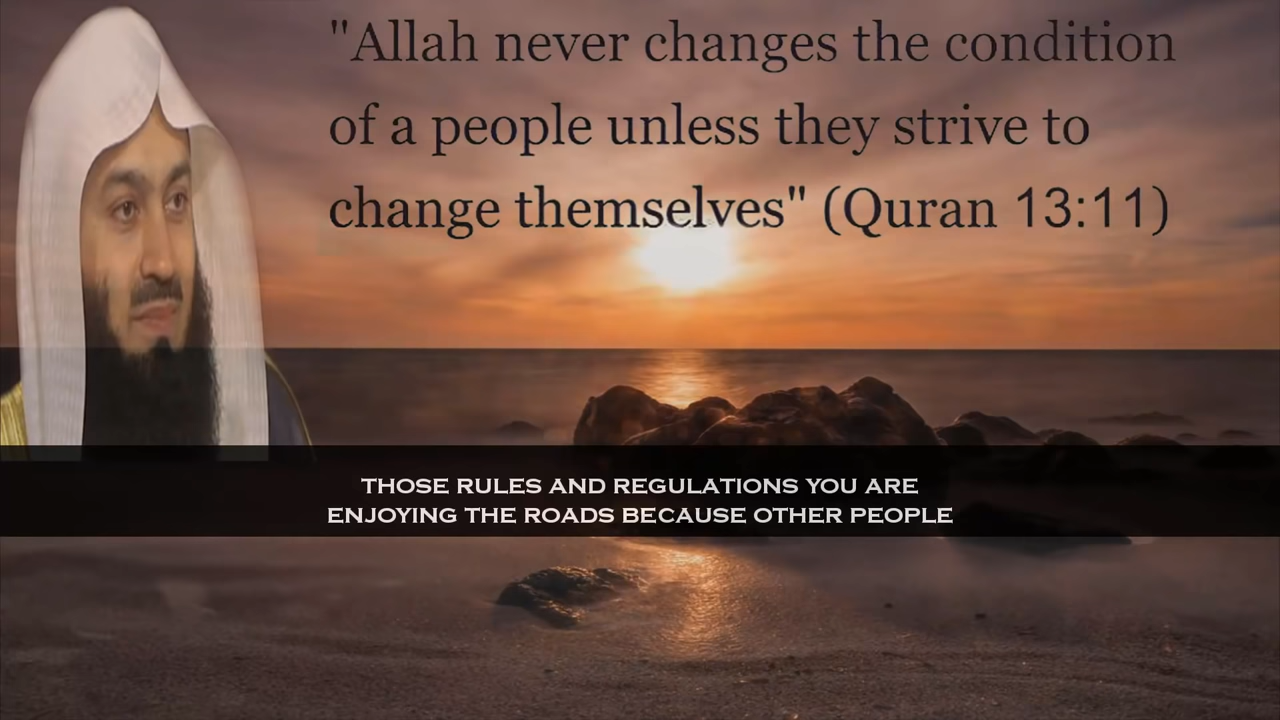 "Allah never changes the condition
of a people unless they strive to
change themselves" (Quran 13:11)
THOSE RULES AND REGULATIONS YOU ARE
ENJOYING THE ROADS BECAUSE OTHER PEOPLE